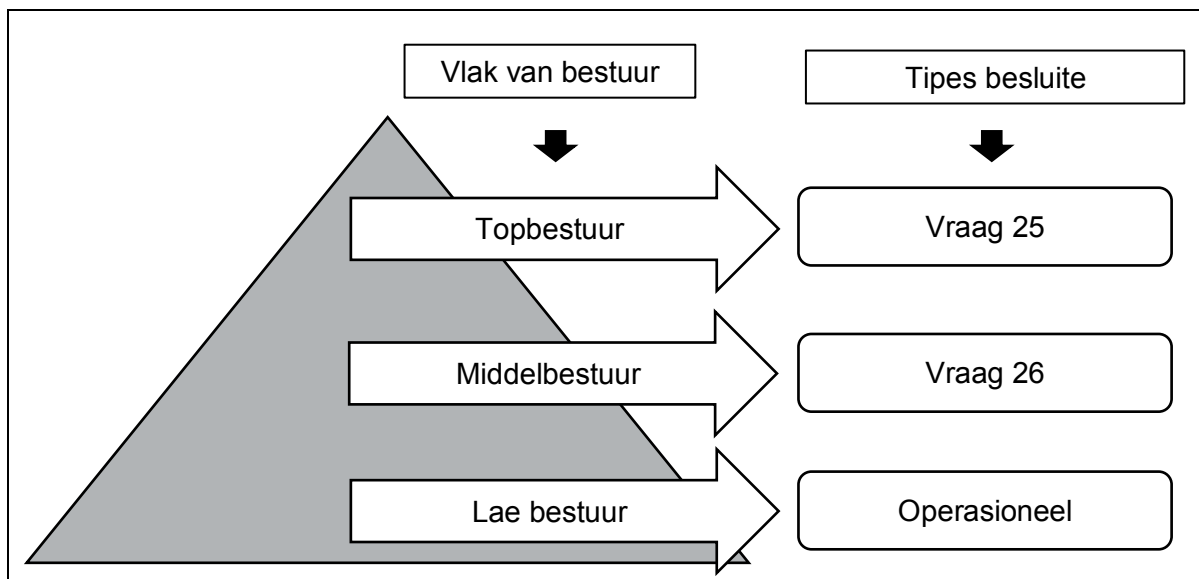 Vlak van bestuur
Tipes besluite
Topbestuur
Vraag 25
Middelbestuur
Vraag 26
Lae bestuur
Operasioneel